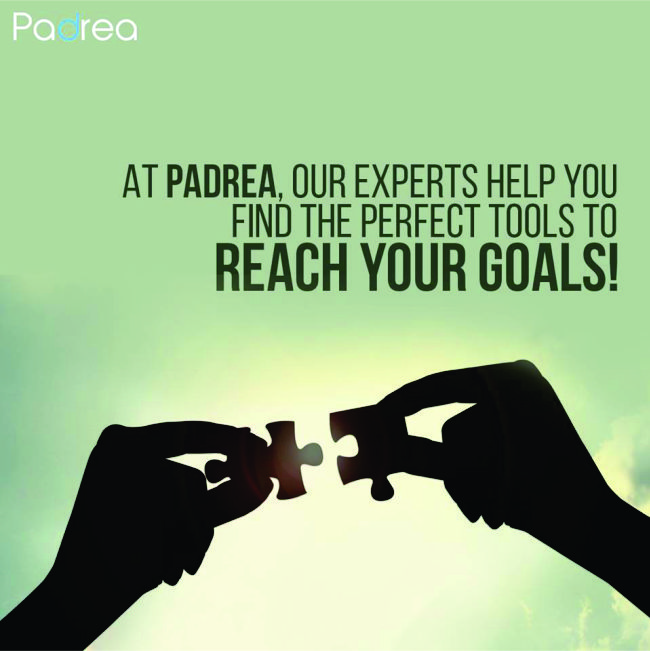 Padrea
AT PADREA, OUR EXPERTS HELP YOU
FIND THE PERFECT TOOLS TO
REACH YOUR GOALS!